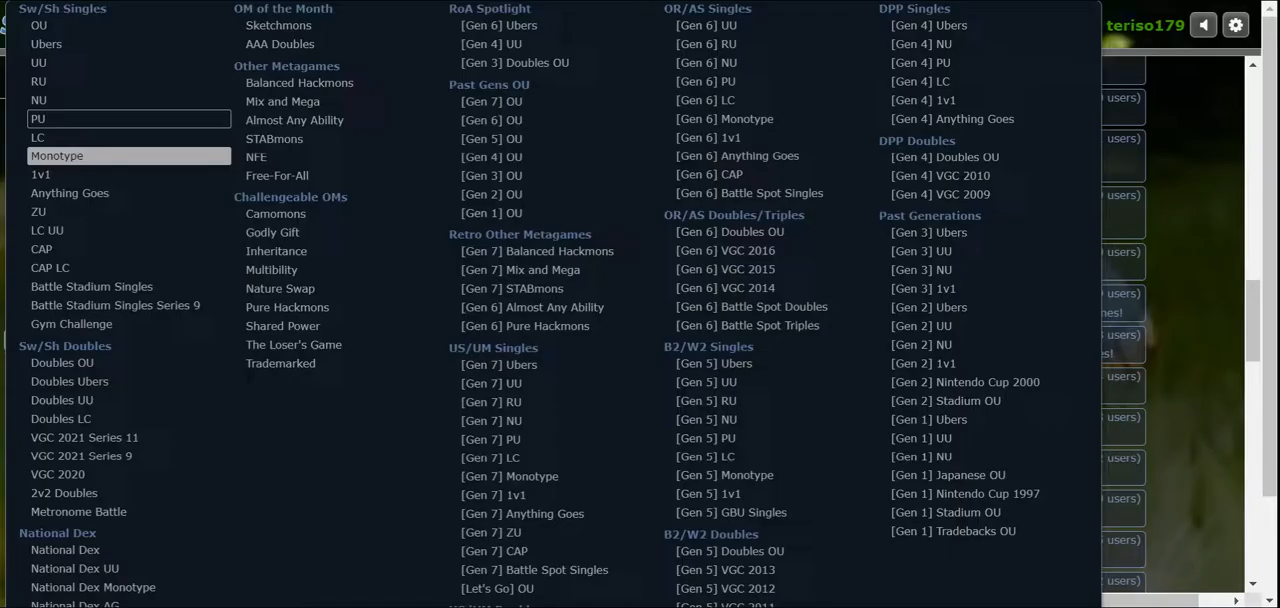 Sw/Sh Singles
OU
Ubers
UU
RU
NU
PU
LC
Monotype
1v1
Anything Goes
ZU
LC UU
CAP
CAP LC
Battle Stadium Singles
Battle Stadium Singles Series 9
Gym Challenge
Sw/Sh Doubles
Doubles OU
Doubles Ubers
Doubles UU
Doubles LC
VGC 2021 Series 11
VGC 2021 Series 9
VGC 2020
2v2 Doubles
Metronome Battle
National Dex
National Dex
National Dex UU
National Dex Monotype
National Dex AG
OM of the Month
Sketchmons
AAA Doubles
Other Metagames
Balanced Hackmons
Mix and Mega
Almost Any Ability
STABmons
NFE
Free-For-All
Challengeable OMs
Camomons
Godly Gift
Inheritance
Multibility
Nature Swap
Pure Hackmons
Shared Power
The Loser's Game
Trademarked
RoA Spotlight
[Gen 6] Ubers
[Gen 4] UU
[Gen 3] Doubles OU
Past Gens OU
[Gen 7] OU
[Gen 6] OU
[Gen 5] OU
[Gen 4] OU
[Gen 3] OU
[Gen 2] OU
[Gen 1] OU
Retro Other Metagames
[Gen 7] Balanced Hackmons
[Gen 7] Mix and Mega
[Gen 7] STABmons
[Gen 6] Almost Any Ability
[Gen 6] Pure Hackmons
US/UM Singles
[Gen 7] Ubers
[Gen 7] UU
[Gen 7] RU
[Gen 7] NU
[Gen 7] PU
[Gen 7] LC
[Gen 7] Monotype
[Gen 7] 1v1
[Gen 7] Anything Goes
[Gen 7] ZU
[Gen 7] CAP
[Gen 7] Battle Spot Singles
[Let's Go] OU
OR/AS Singles
[Gen 6] UU
[Gen 6] RU
[Gen 6] NU
[Gen 6] PU
[Gen 6] LC
[Gen 6] Monotype
[Gen 6] 1v1
[Gen 6] Anything Goes
[Gen 6] CAP
[Gen 6] Battle Spot Singles
OR/AS Doubles/Triples
[Gen 6] Doubles OU
[Gen 6] VGC 2016
[Gen 6] VGC 2015
[Gen 6] VGC 2014
[Gen 6] Battle Spot Doubles
[Gen 6] Battle Spot Triples
B2/W2 Singles
[Gen 5] Ubers
[Gen 5] UU
[Gen 5] RU
[Gen 5] NU
[Gen 5] PU
[Gen 5] LC
[Gen 5] Monotype
[Gen 5] 1v1
[Gen 5] GBU Singles
B2/W2 Doubles
[Gen 5] Doubles OU
[Gen 5] VGC 2013
[Gen 5] VGC 2012
[Gen 5] VGC 2011
DPP Singles
[Gen 4] Ubers
[Gen 4] NU
[Gen 4] PU
[Gen 4] LC
[Gen 4] 1v1
[Gen 4] Anything Goes
DPP Doubles
[Gen 4] Doubles OU
[Gen 4] VGC 2010
[Gen 4] VGC 2009
Past Generations
[Gen 3] Ubers
[Gen 3] UU
[Gen 3] NU
[Gen 3] 1v1
[Gen 2] Ubers
[Gen 2] UU
[Gen 2] NU
[Gen 2] 1v1
[Gen 2] Nintendo Cup 2000
[Gen 2] Stadium OU
[Gen 1] Ubers
[Gen 1] UU
[Gen 1] NU
[Gen 1] Japanese OU
[Gen 1] Nintendo Cup 1997
[Gen 1] Stadium OU
[Gen 1] Tradebacks OU
teriso179
users)
users)
users)
users)
users)
users)
users)
users)
users)
users)
users)
users)